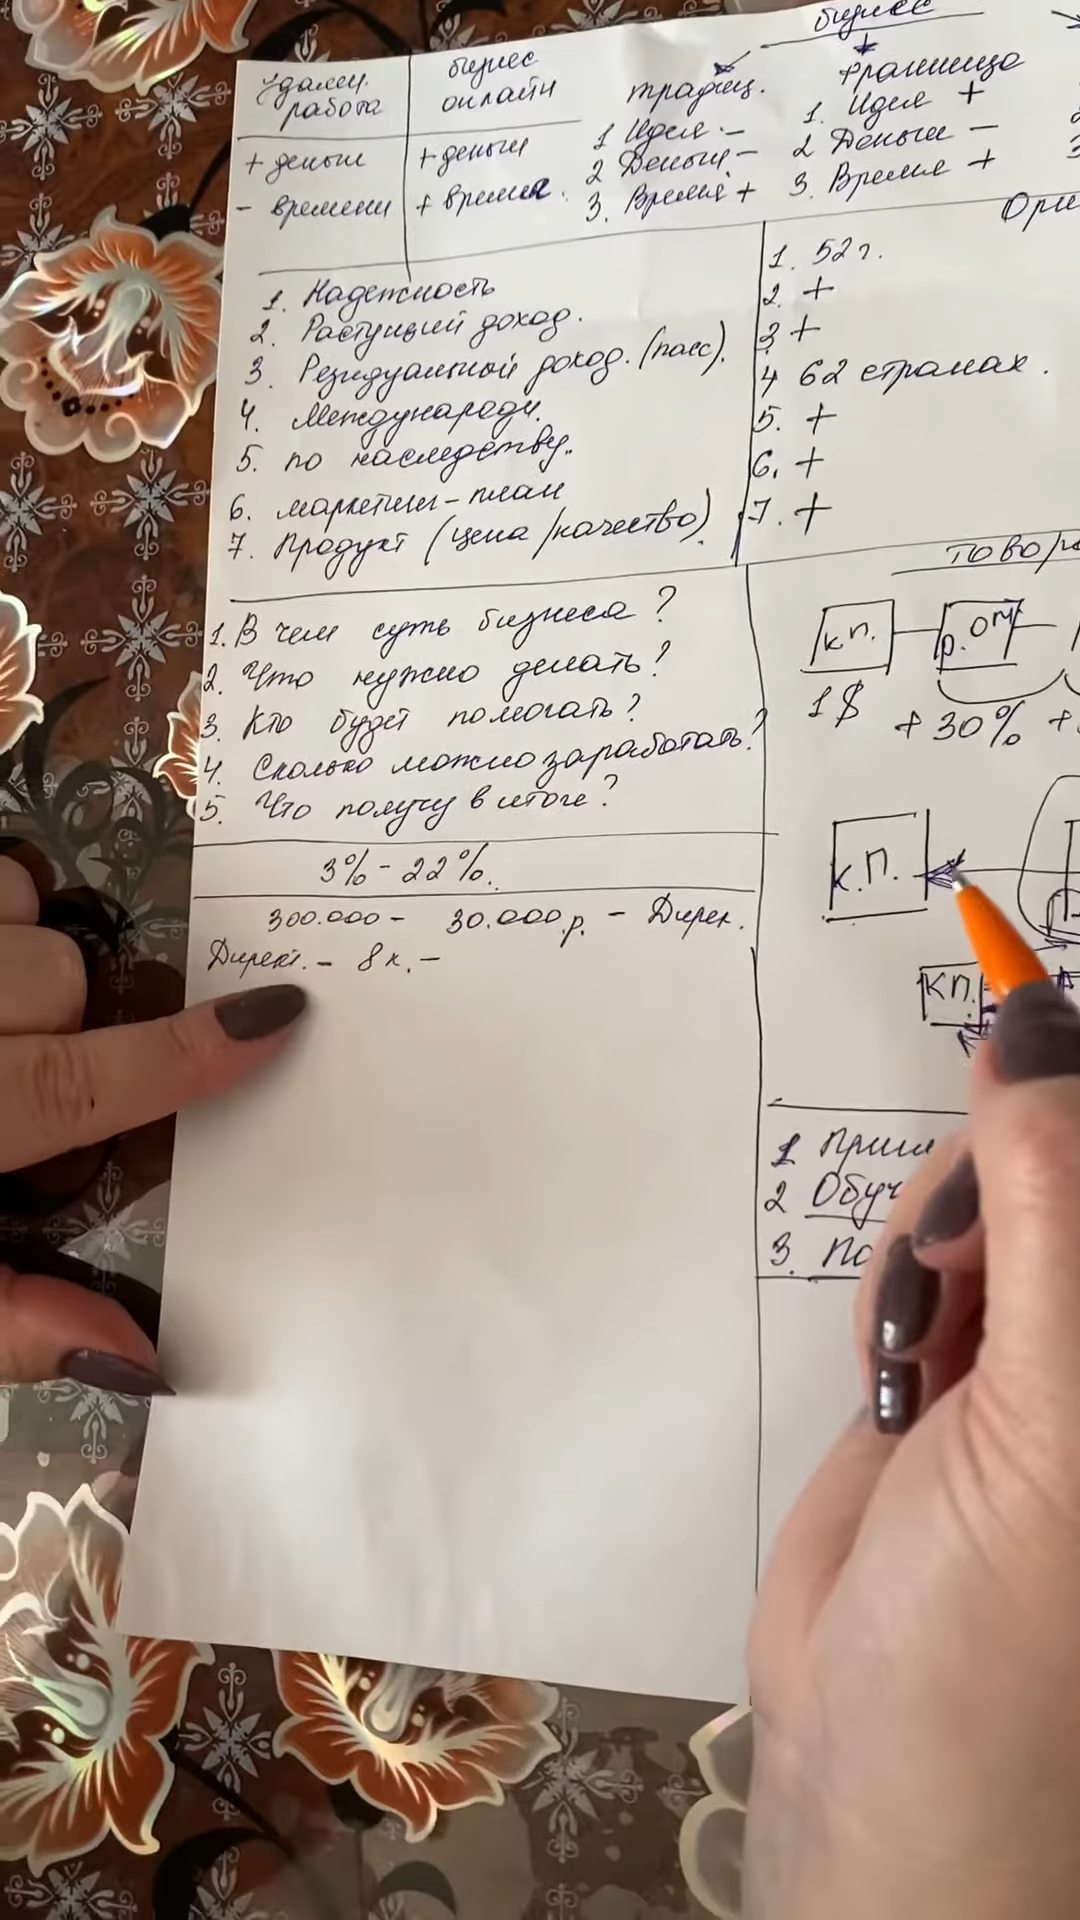 бизнес
Удален. работа
бизнес онлайн
+ деньги
- времени
+ деньги
+ время.
традиц.
1 Идея -
2 Деньги -
3. Время +
франшиза
1. Идея +
2 Деньги -
3. Время +
1. Надежность
2. Растущий доход.
3. Резидуальный доход. (пасс).
4. Международн.
5. по наследству..
6. маркетинг-план
7. Продукт (цена/качество).
1. 52 г.
2. +
3 +
4 62 странах.
5. +
6. +
7. +
1. В чем суть бизнеса?
2. Что нужно делать?
3. Кто будет помогать?
4. Сколько можно заработать?
5. Что получу в итоге?
3% - 22%.
300.000 - 30.000 р. - Дирек.
Директ. - 8 к. -
к.п.
р.
1$ + 30% +
К.П.
КП.
1
2
3.